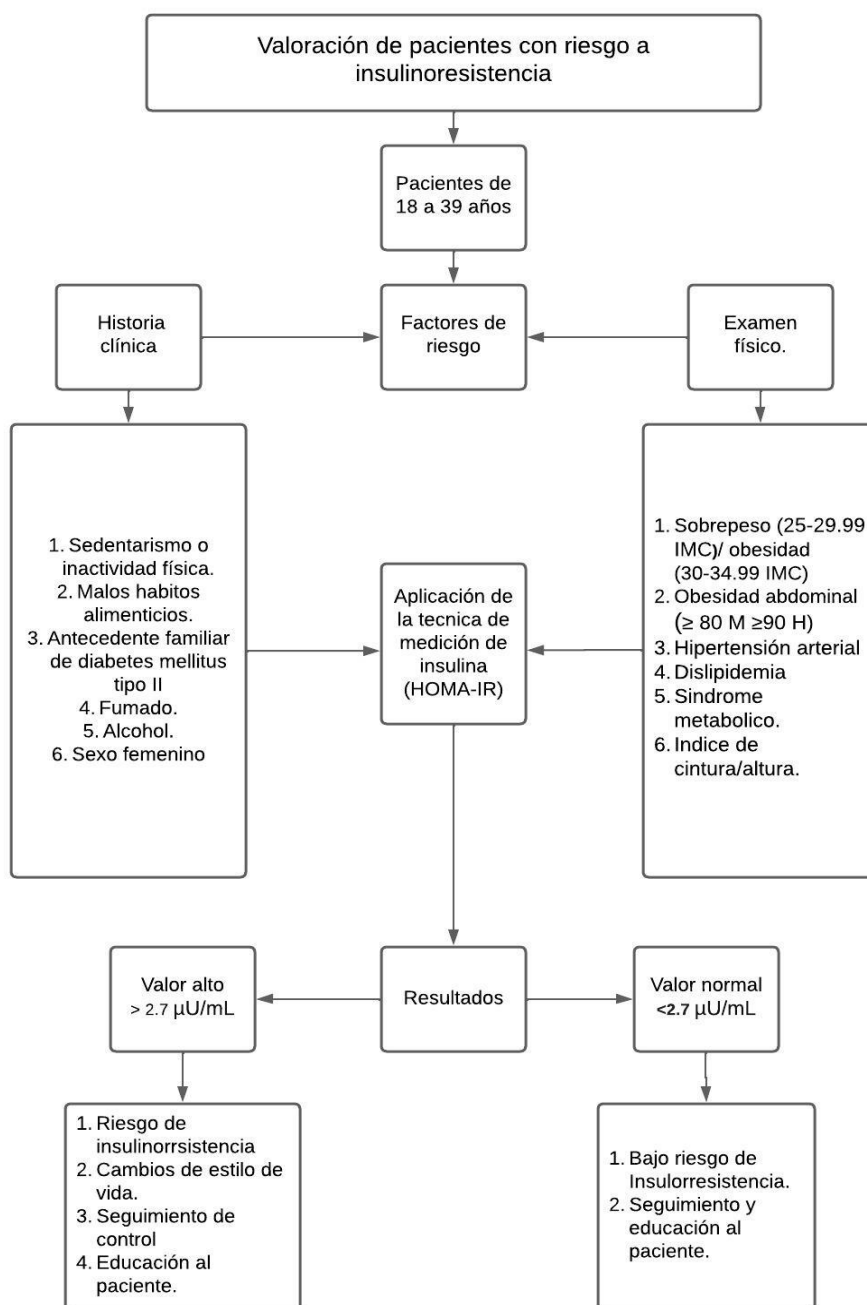 Valoración de pacientes con riesgo a
insulinoresistencia
Pacientes de
18 a 39 años
Historia
clínica
Factores de
riesgo
Examen
físico.
1. Sedentarismo o
inactividad física.
2. Malos habitos
alimenticios.
3. Antecedente familiar
de diabetes mellitus
tipo II
4. Fumado.
5. Alcohol.
6. Sexo femenino
Aplicación de
la tecnica de
medición de
insulina
(HOMA-IR)
1. Sobrepeso (25-29.99
IMC)/ obesidad
(30-34.99 IMC)
2. Obesidad abdominal
(≥ 80 M ≥90 H)
3. Hipertensión arterial
4. Dislipidemia
5. Sindrome
metabolico.
6. Indice de
cintura/altura.
Valor alto
> 2.7 µU/mL
Resultados
Valor normal
<2.7 µU/mL
1. Riesgo de
insulinorrsistencia
2. Cambios de estilo de
vida.
3. Seguimiento de
control
4. Educación al
paciente.
1. Bajo riesgo de
Insulorresistencia.
2. Seguimiento y
educación al
paciente.